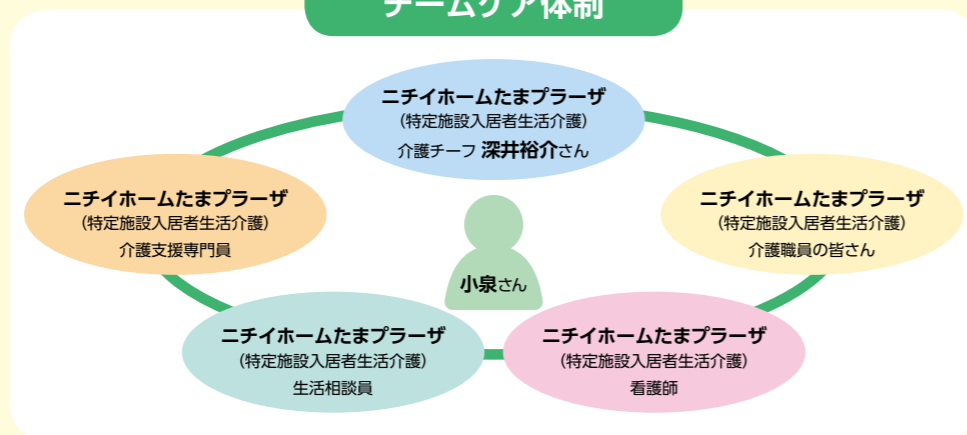 チームケア体制
ニチイホームたまプラーザ
(特定施設入居者生活介護)
介護チーフ 深井裕介さん
ニチイホームたまプラーザ
(特定施設入居者生活介護)
介護支援専門員
ニチイホームたまプラーザ
(特定施設入居者生活介護)
介護職員の皆さん
小泉さん
ニチイホームたまプラーザ
(特定施設入居者生活介護)
生活相談員
ニチイホームたまプラーザ
(特定施設入居者生活介護)
看護師